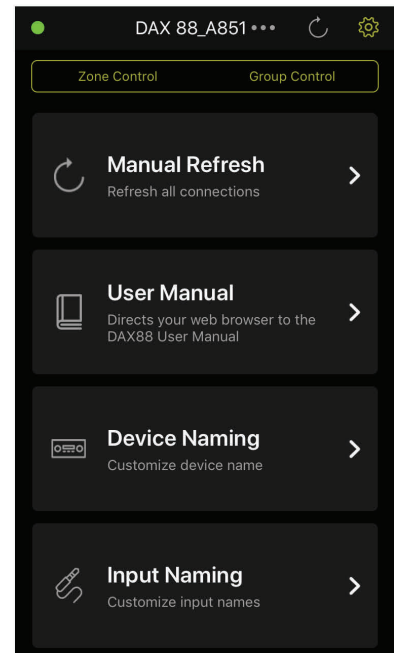 DAX 88_A851 •••
Zone Control Group Control
Manual Refresh
Refresh all connections
User Manual
Directs your web browser to the
DAX88 User Manual
Device Naming
Customize device name
Input Naming
Customize input names